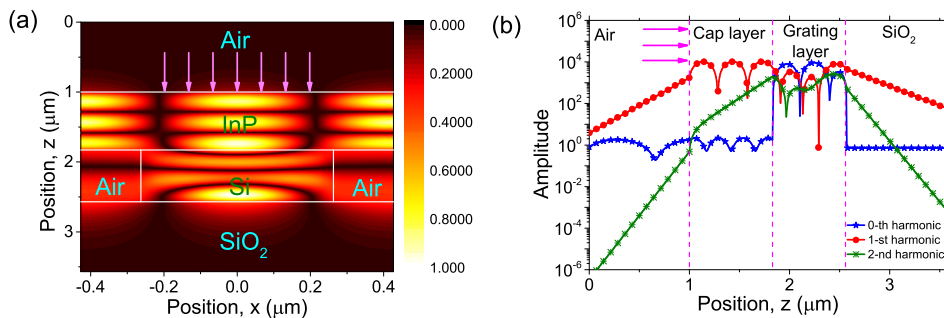 (a)
0
1
2
3
Position, z (μm)
Air
InP
Air
Si
Air
SiO2
-0.4
-0.2
0.0
0.2
0.4
Position, x (μm)
0.000
0.2000
0.4000
0.6000
0.8000
1.000
(b)
10^6
10^4
10^2
10^0
10^-2
10^-4
10^-6
Amplitude
Air
Cap layer
Grating
layer
SiO2
0-th harmonic
1-st harmonic
2-nd harmonic
0
1
2
3
Position, z (μm)